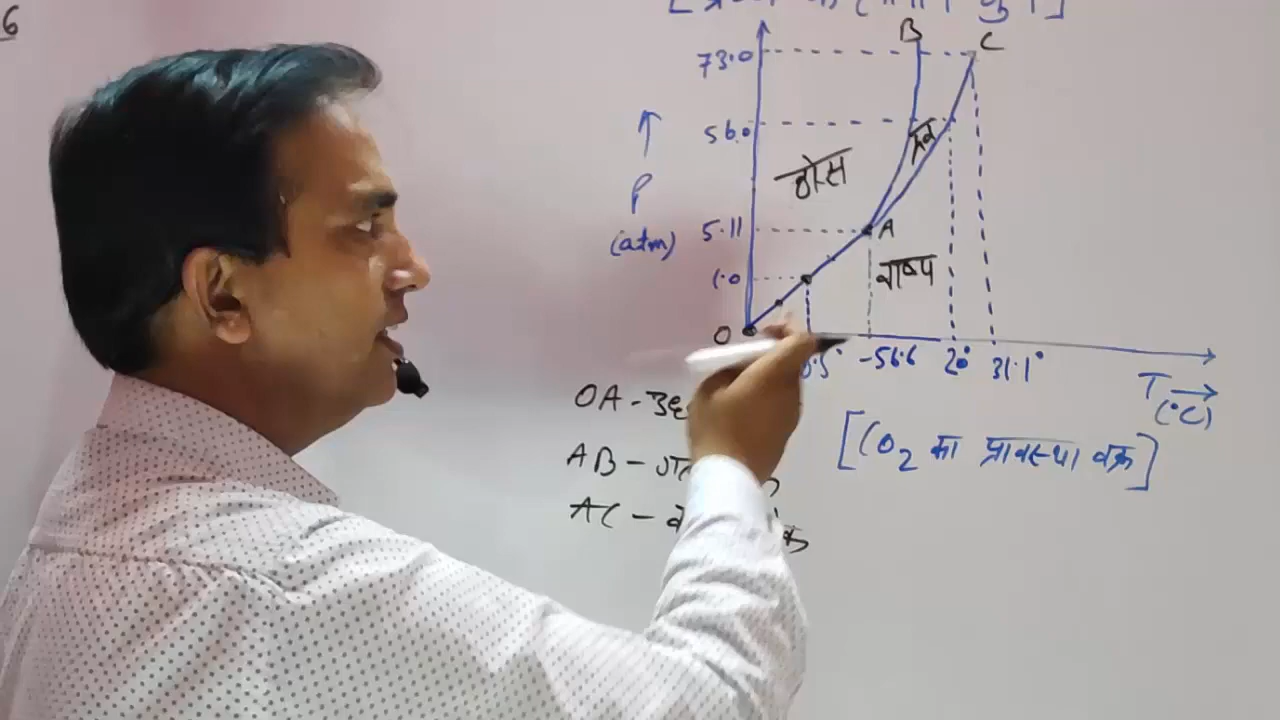 6
B
C
73.0
56.0
द्रव
ठोस
↑
P
(atm)
5.11
A
वाष्प
1.0
O
-56.6
20°
31.1°
T →
(°C)
OA -
AB -
AC -
[CO₂ का प्रावस्था वक्र]